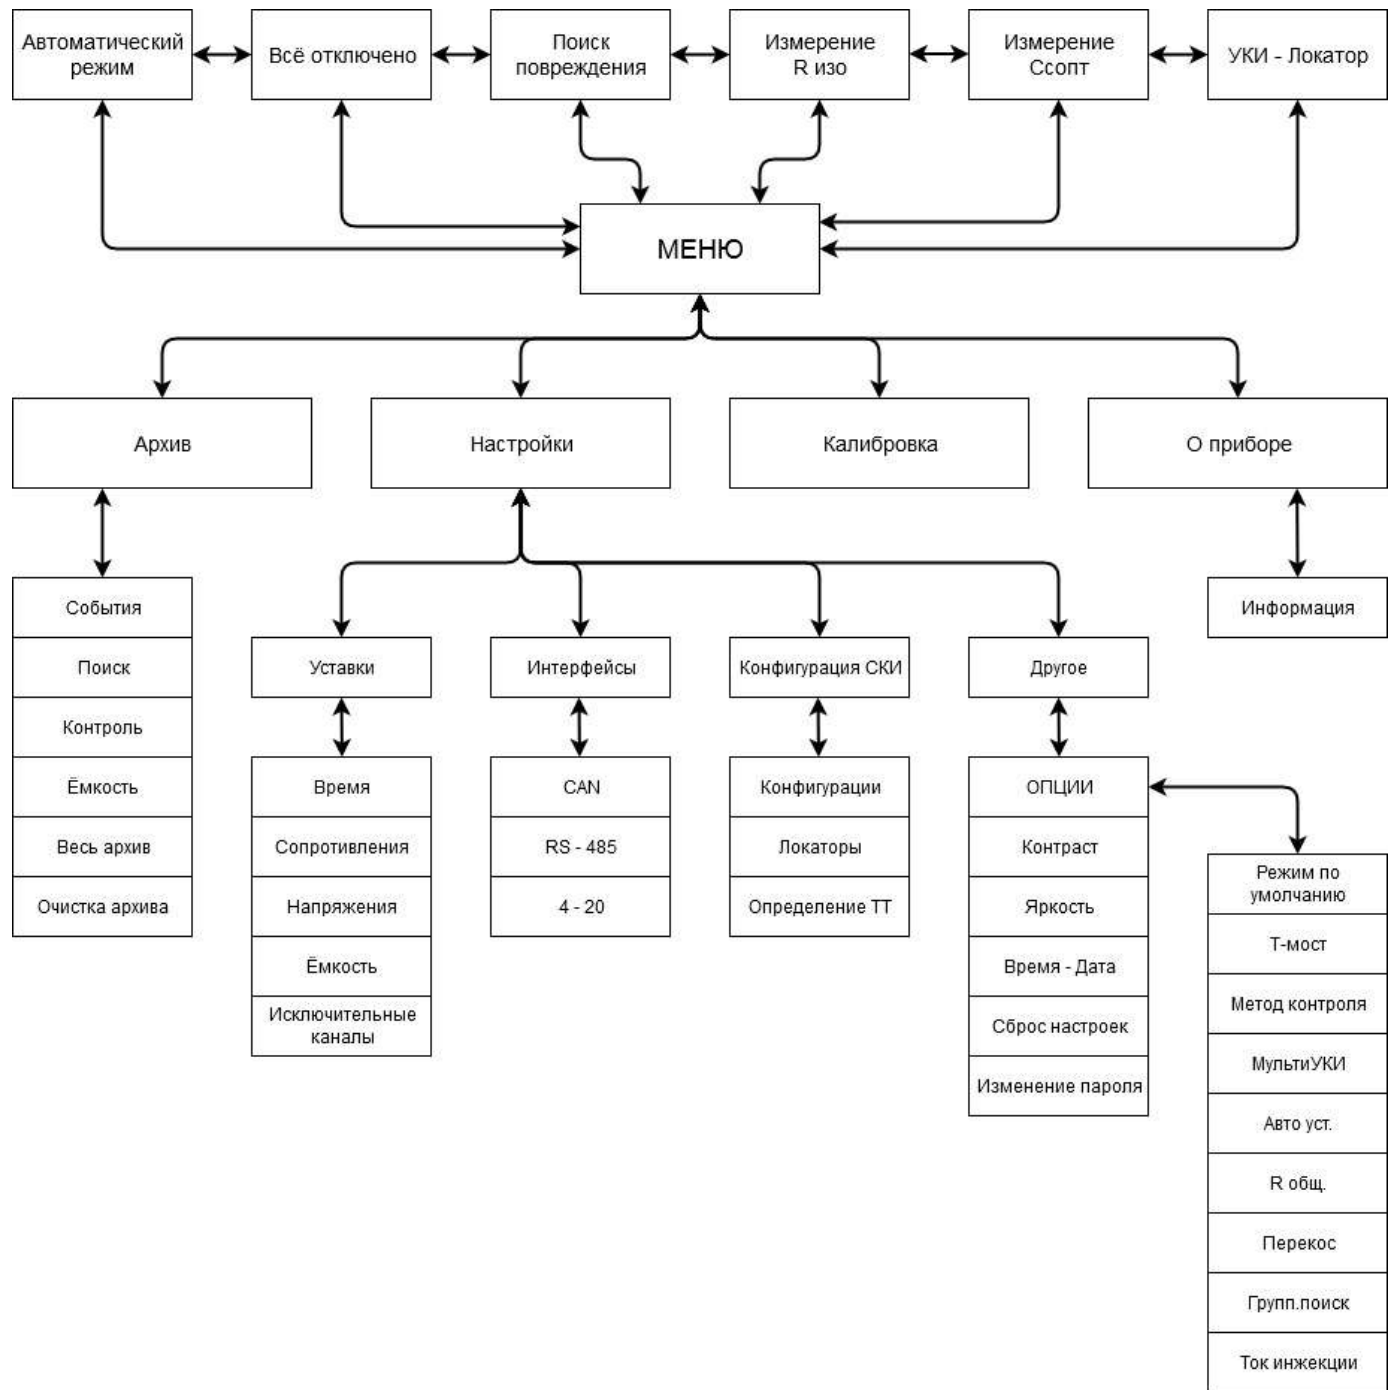 Автоматический
режим
Всё отключено
Поиск
повреждения
Измерение
R изо
Измерение
Ссопт
УКИ - Локатор
МЕНЮ
Архив
Настройки
Калибровка
О приборе
События
Поиск
Контроль
Ёмкость
Весь архив
Очистка архива
Уставки
Время
Сопротивления
Напряжения
Ёмкость
Исключительные
каналы
Интерфейсы
CAN
RS - 485
4 - 20
Конфигурация СКИ
Конфигурации
Локаторы
Определение ТТ
Другое
ОПЦИИ
Контраст
Яркость
Время - Дата
Сброс настроек
Изменение пароля
Информация
Режим по
умолчанию
Т-мост
Метод контроля
МультиУКИ
Авто уст.
R общ.
Перекос
Групп.поиск
Ток инжекции